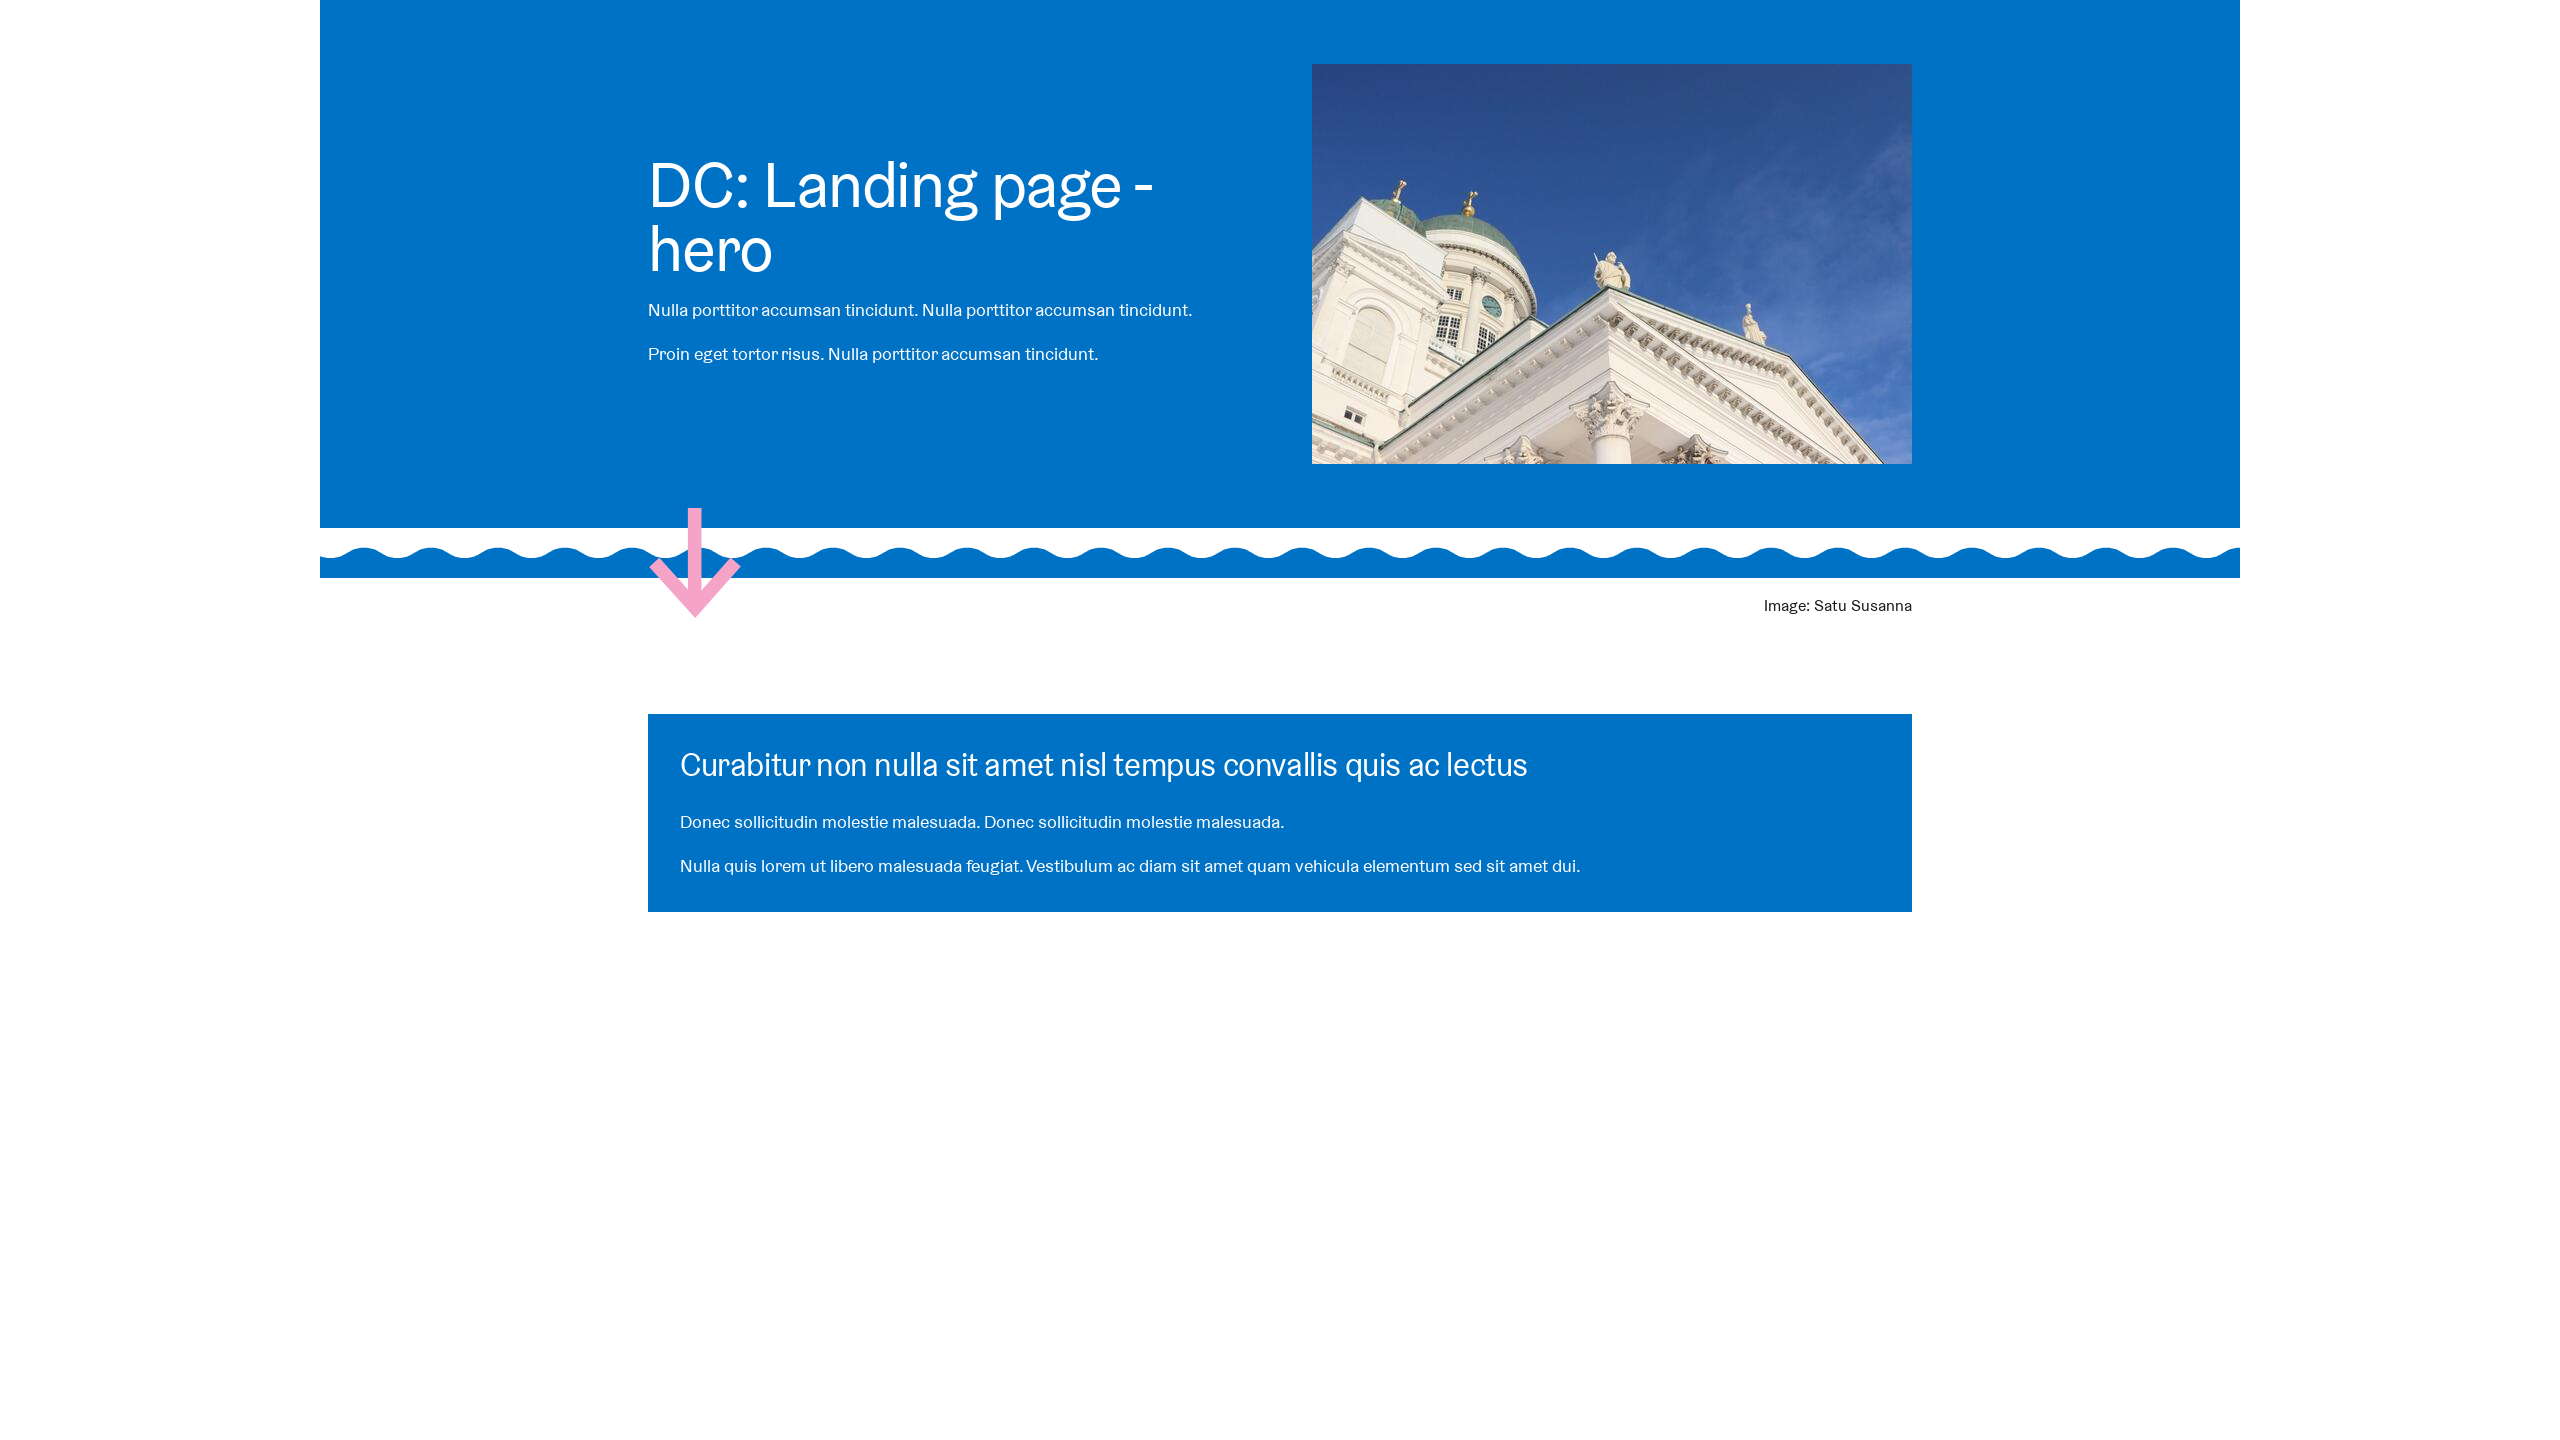 DC: Landing page -
hero
Nulla porttitor accumsan tincidunt. Nulla porttitor accumsan tincidunt.
Proin eget tortor risus. Nulla porttitor accumsan tincidunt.
Image: Satu Susanna
Curabitur non nulla sit amet nisl tempus convallis quis ac lectus
Donec sollicitudin molestie malesuada. Donec sollicitudin molestie malesuada.
Nulla quis lorem ut libero malesuada feugiat. Vestibulum ac diam sit amet quam vehicula elementum sed sit amet dui.